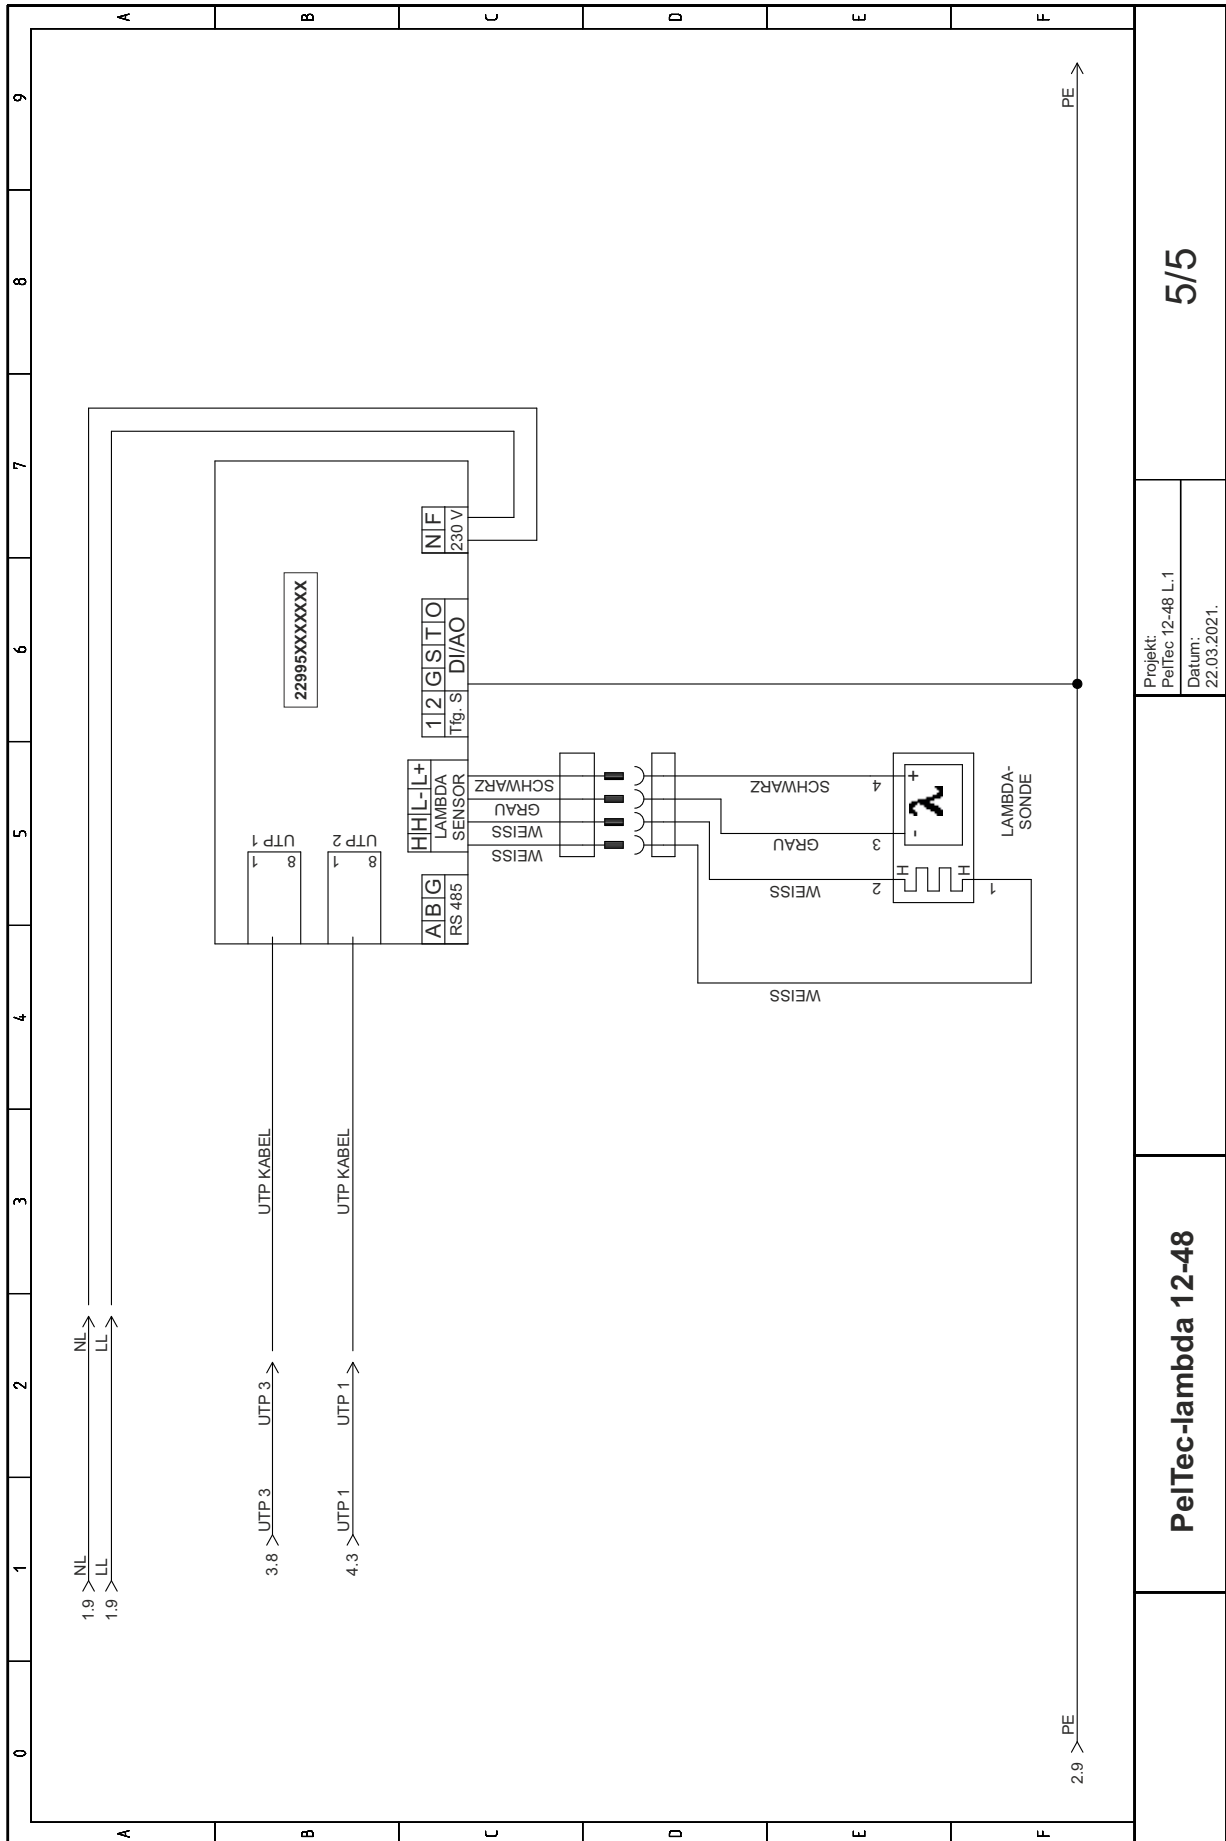 0 1 2 3 4 5 6 7 8 9
A A
B B
C C
D D
E E
F F
1.9 NL NL
1.9 LL LL
3.8 UTP 3 UTP 3 UTP KABEL
4.3 UTP 1 UTP 1 UTP KABEL
1 8 UTP 1
1 8 UTP 2
22995XXXXXXX
A B G
RS 485
H H L- L+
LAMBDA
SENSOR
1 2 G S T O
Tfg. S DI/AO
N F
230 V
WEISS
WEISS
GRAU
SCHWARZ
WEISS
WEISS
GRAU
SCHWARZ
1 2 3 4
H H
- +
λ
LAMBDA-
SONDE
2.9 PE PE
PelTec-lambda 12-48
Projekt:
PelTec 12-48 L.1
Datum:
22.03.2021.
5/5